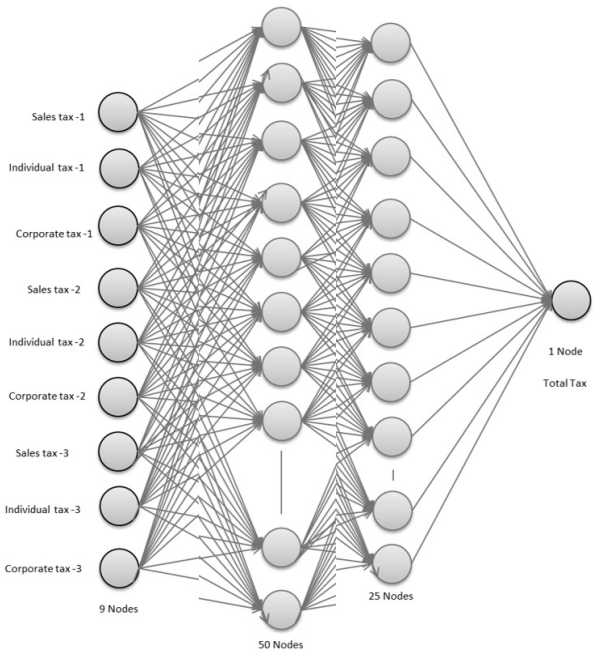 Sales tax -1
Individual tax -1
Corporate tax -1
Sales tax -2
Individual tax -2
Corporate tax -2
Sales tax -3
Individual tax -3
Corporate tax -3
9 Nodes
50 Nodes
25 Nodes
1 Node
Total Tax